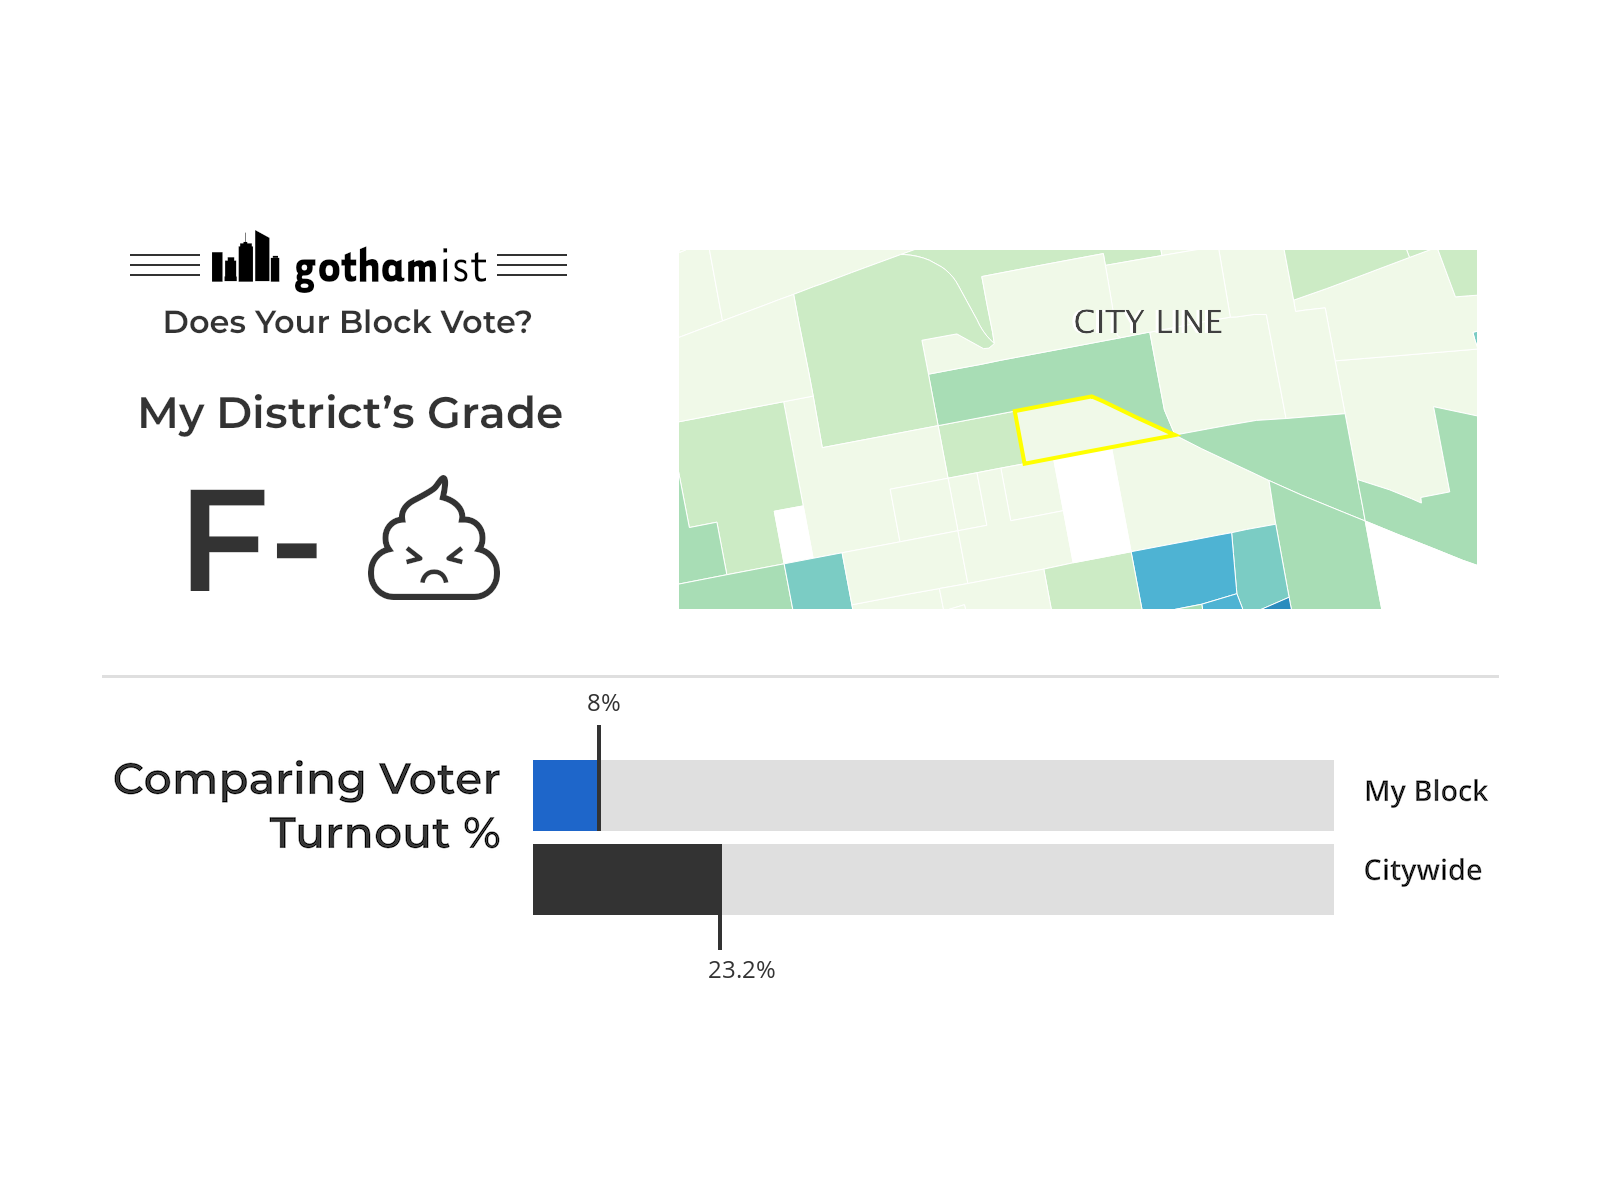 gothamist
Does Your Block Vote?
My District’s Grade
F-
CITY LINE
8%
Comparing Voter
Turnout %
My Block
Citywide
23.2%